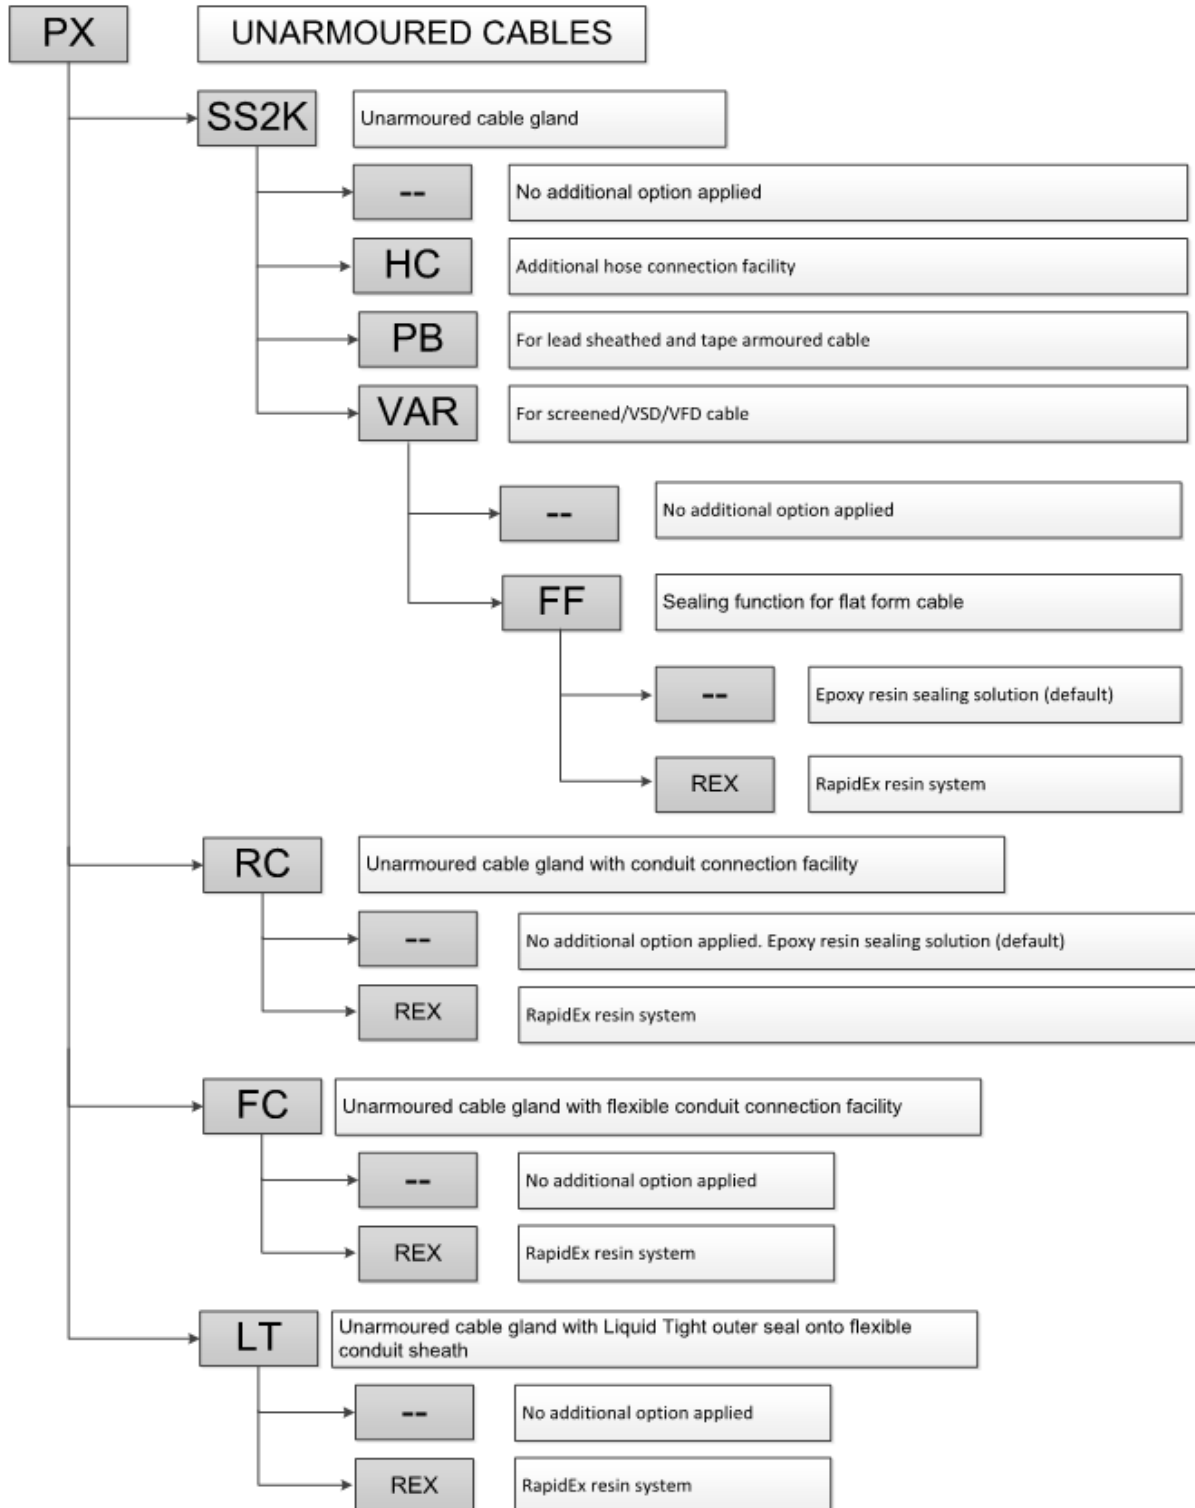 PX
UNARMOURED CABLES
SS2K
Unarmoured cable gland
--
No additional option applied
HC
Additional hose connection facility
PB
For lead sheathed and tape armoured cable
VAR
For screened/VSD/VFD cable
--
No additional option applied
FF
Sealing function for flat form cable
--
Epoxy resin sealing solution (default)
REX
RapidEx resin system
RC
Unarmoured cable gland with conduit connection facility
--
No additional option applied. Epoxy resin sealing solution (default)
REX
RapidEx resin system
FC
Unarmoured cable gland with flexible conduit connection facility
--
No additional option applied
REX
RapidEx resin system
LT
Unarmoured cable gland with Liquid Tight outer seal onto flexible
conduit sheath
--
No additional option applied
REX
RapidEx resin system